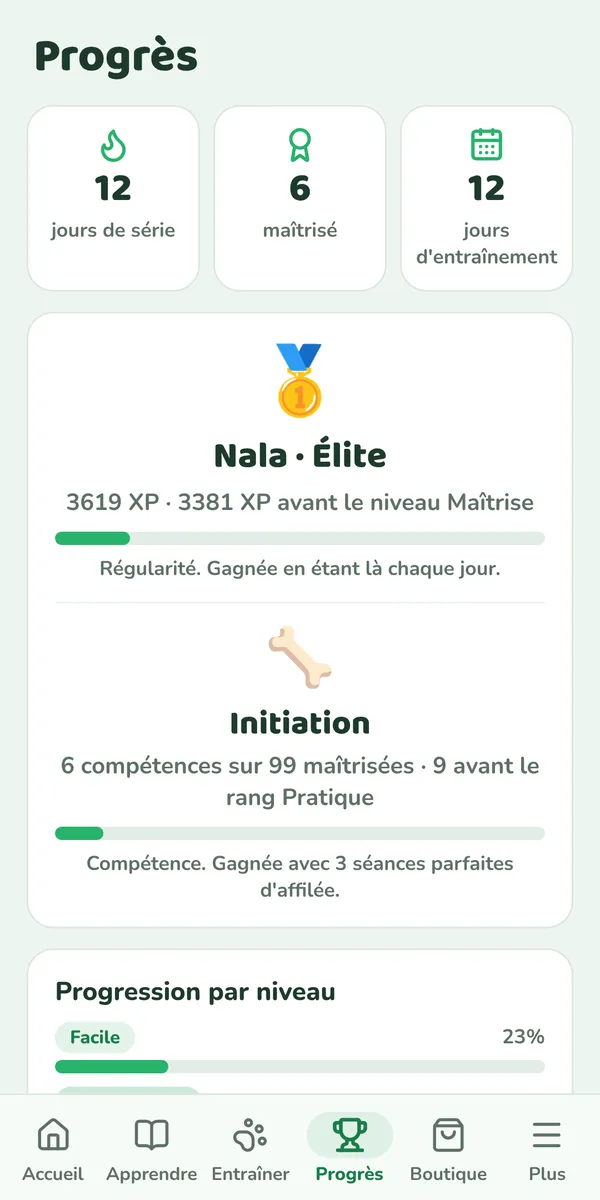 Progrès
12
jours de série
6
maîtrisé
12
jours
d'entraînement
1
Nala · Élite
3619 XP · 3381 XP avant le niveau Maîtrise
Régularité. Gagnée en étant là chaque jour.
Initiation
6 compétences sur 99 maîtrisées · 9 avant le
rang Pratique
Compétence. Gagnée avec 3 séances parfaites
d'affilée.
Progression par niveau
Facile
23%
Accueil
Apprendre
Entraîner
Progrès
Boutique
Plus